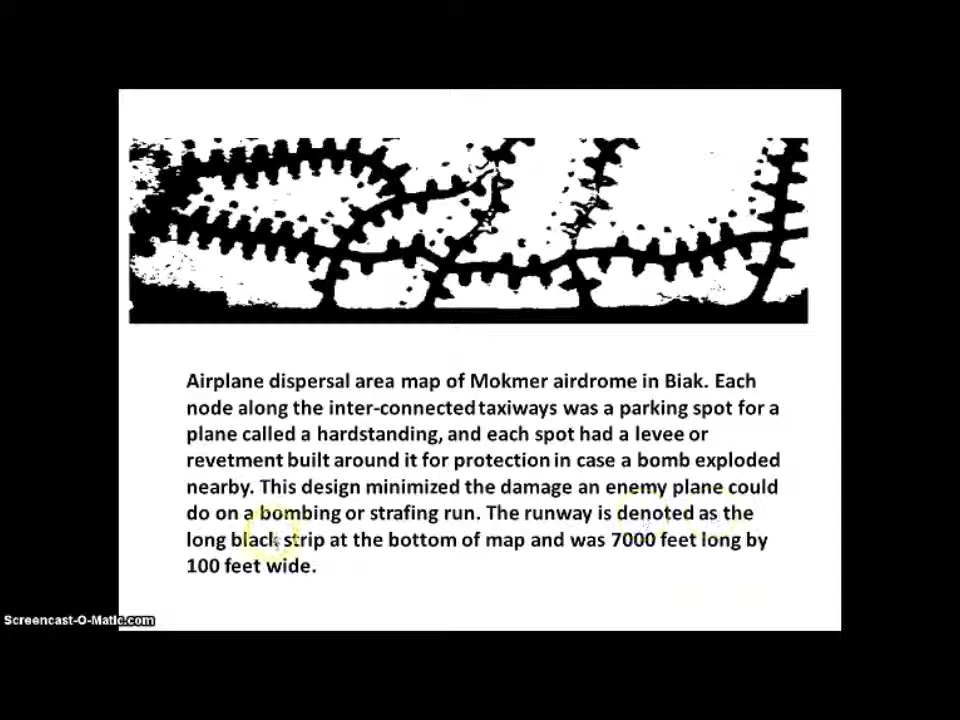 Airplane dispersal area map of Mokmer airdrome in Biak. Each
node along the inter-connected taxiways was a parking spot for a
plane called a hardstanding, and each spot had a levee or
revetment built around it for protection in case a bomb exploded
nearby. This design minimized the damage an enemy plane could
do on a bombing or strafing run. The runway is denoted as the
long black strip at the bottom of map and was 7000 feet long by
100 feet wide.
Screencast-O-Matic.com